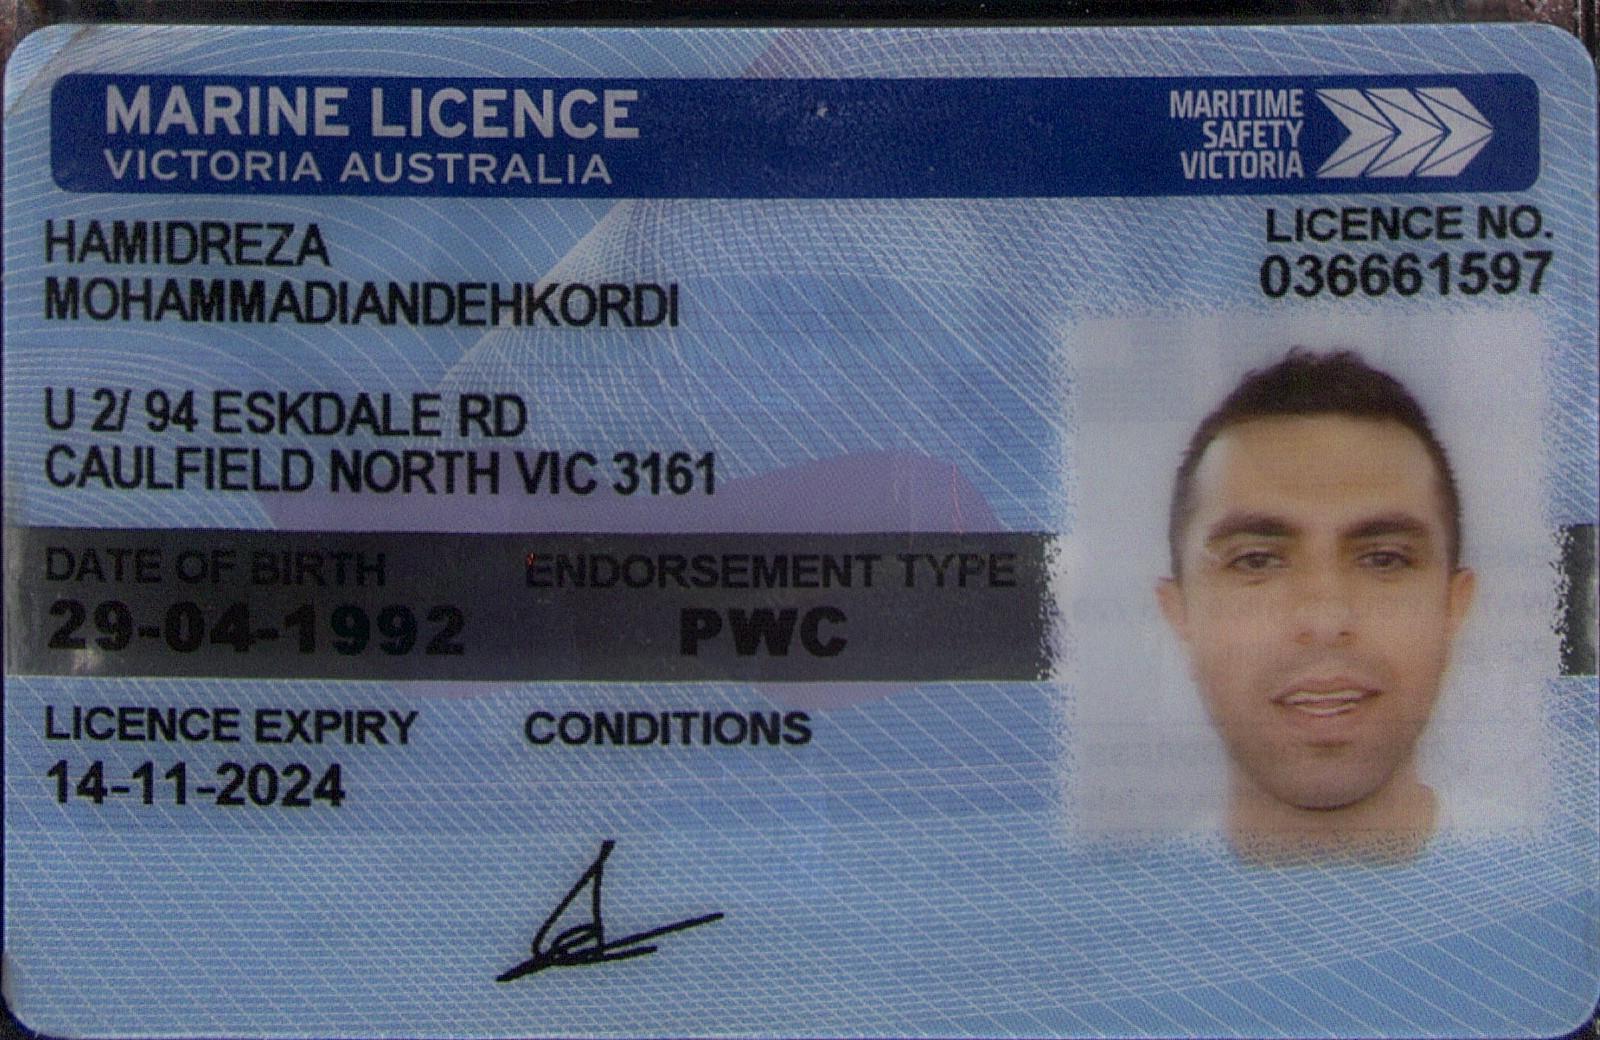 MARINE LICENCE
VICTORIA AUSTRALIA
MARITIME
SAFETY
VICTORIA
HAMIDREZA
MOHAMMADIANDEHKORDI
LICENCE NO.
036661597
U 2/ 94 ESKDALE RD
CAULFIELD NORTH VIC 3161
DATE OF BIRTH ENDORSEMENT TYPE
29-04-1992 PWC
LICENCE EXPIRY CONDITIONS
14-11-2024